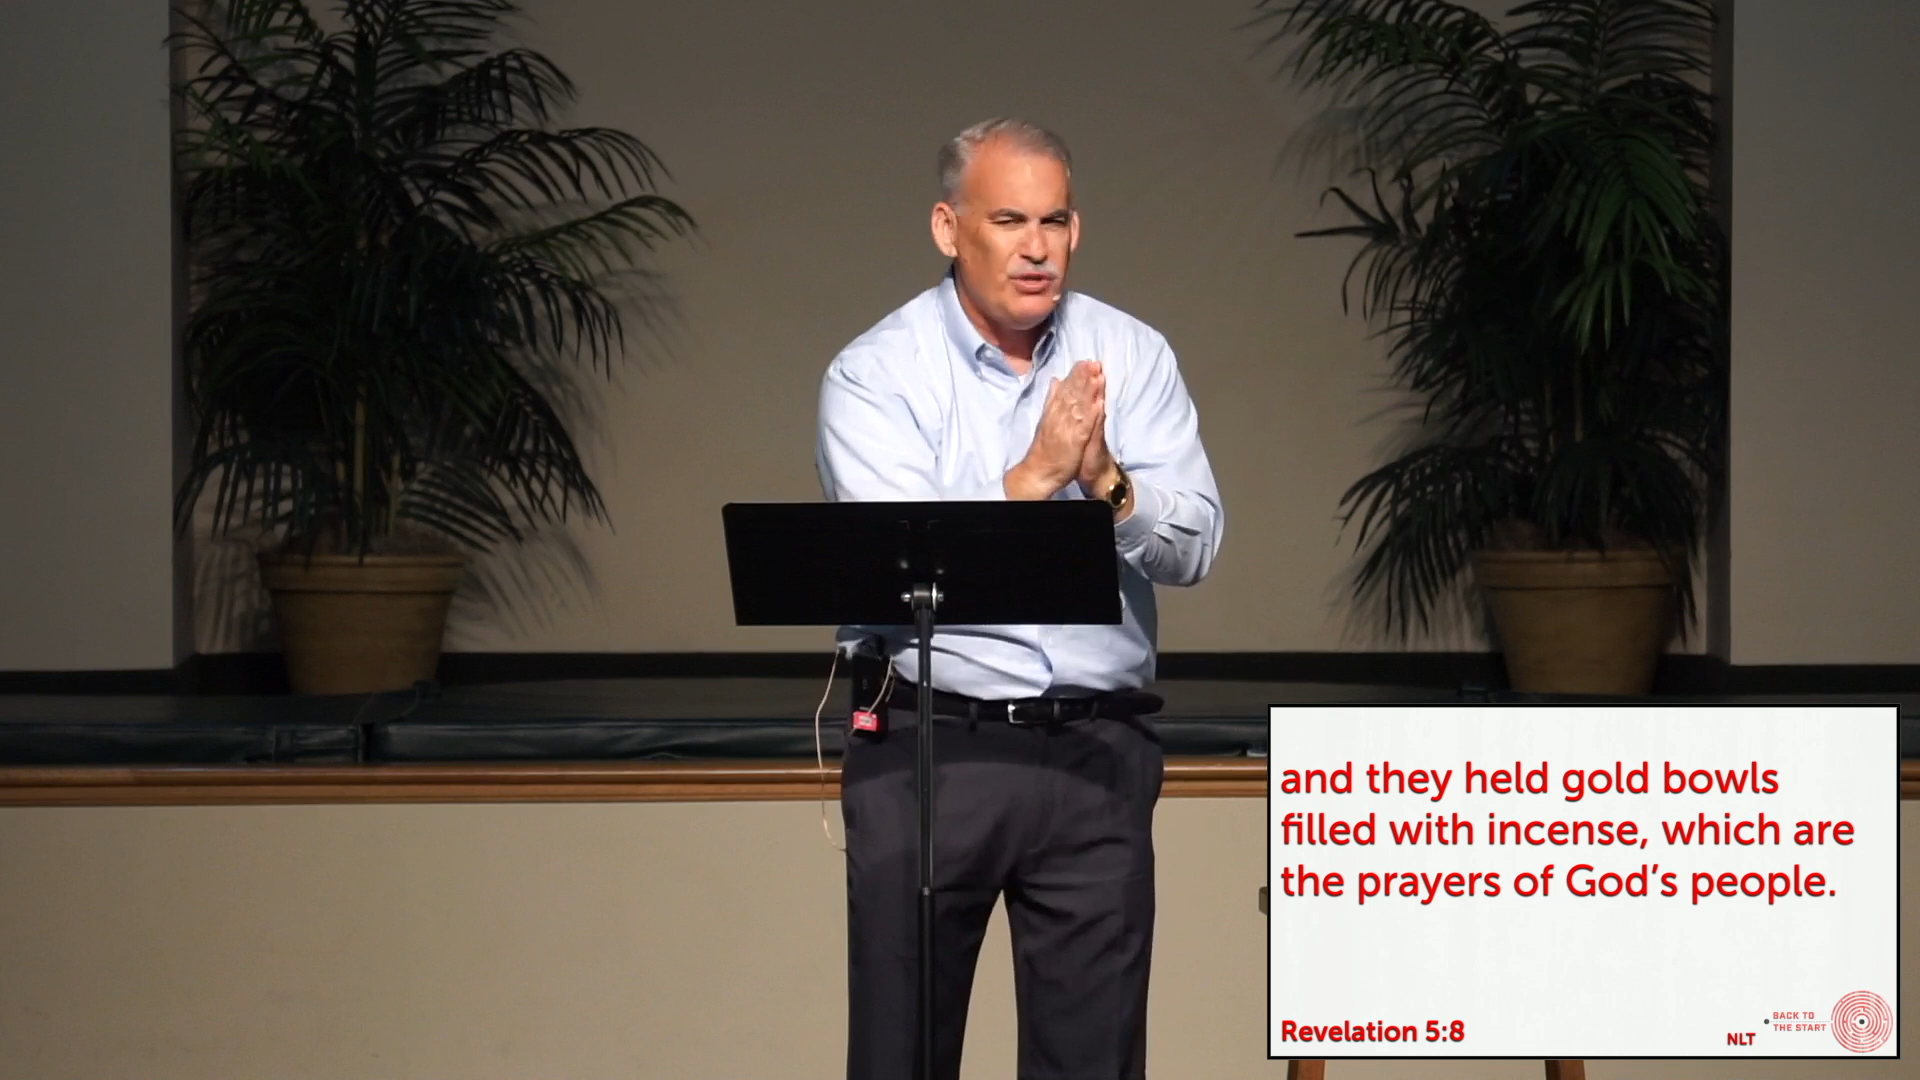 and they held gold bowls
filled with incense, which are
the prayers of God’s people.
Revelation 5:8
NLT
BACK TO
THE START